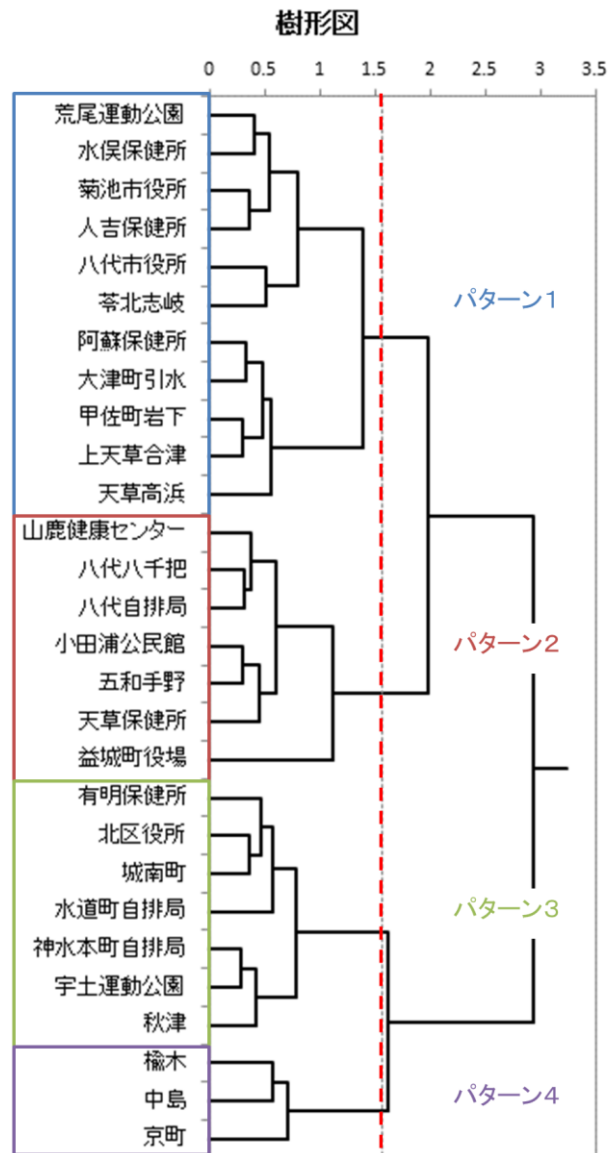 樹形図
0 0.5 1 1.5 2 2.5 3 3.5
荒尾運動公園
水俣保健所
菊池市役所
人吉保健所
八代市役所
苓北志岐
パターン1
阿蘇保健所
大津町引水
甲佐町岩下
上天草合津
天草高浜
山鹿健康センター
八代八千把
八代自排局
小田浦公民館
パターン2
五和手野
天草保健所
益城町役場
有明保健所
北区役所
城南町
水道町自排局
パターン3
神水本町自排局
宇土運動公園
秋津
楡木
中島
パターン4
京町